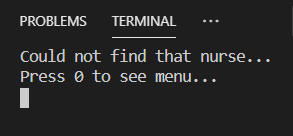 PROBLEMS TERMINAL ...
Could not find that nurse...
Press 0 to see menu...